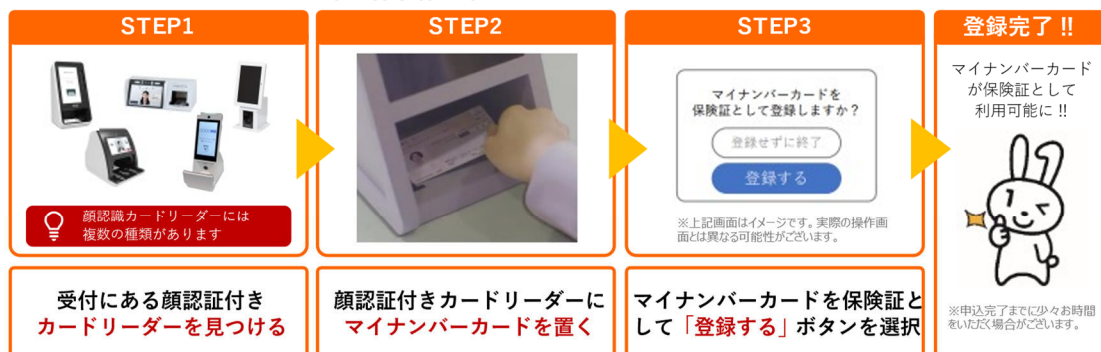 STEP1
顔認識カードリーダーには
複数の種類があります
受付にある顔認証付き
カードリーダーを見つける
STEP2
顔認証付きカードリーダーに
マイナンバーカードを置く
STEP3
マイナンバーカードを
保険証として登録しますか？
登録せずに終了
登録する
※上記画面はイメージです。実際の操作画
面とは異なる可能性がございます。
マイナンバーカードを保険証と
して「登録する」ボタンを選択
登録完了 !!
マイナンバーカード
が保険証として
利用可能に !!
※申込完了までに少々お時間
をいただく場合がございます。